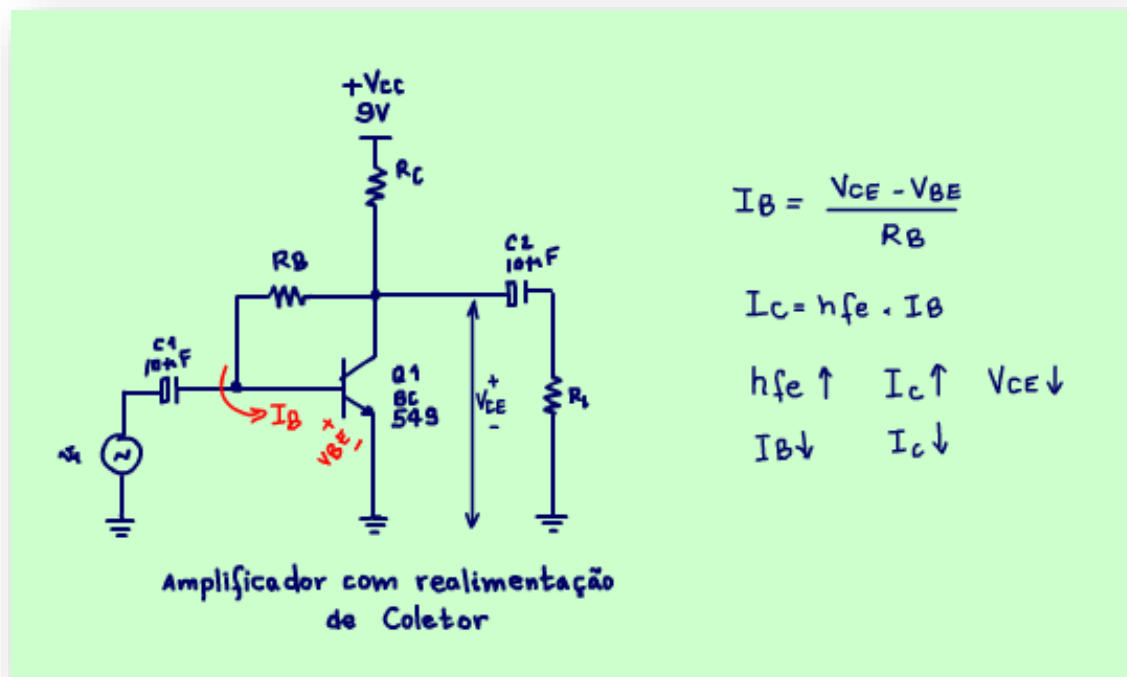 +Vcc
9V
RC
RB
C2
10µF
C1
10µF
IB
+
VBE
-
Q1
BC
549
+
VCE
-
RL
~
Amplificador com realimentação
de Coletor
IB = VCE - VBE
RB
IC = hfe . IB
hfe ↑ Ic ↑ VCE ↓
IB ↓ Ic ↓